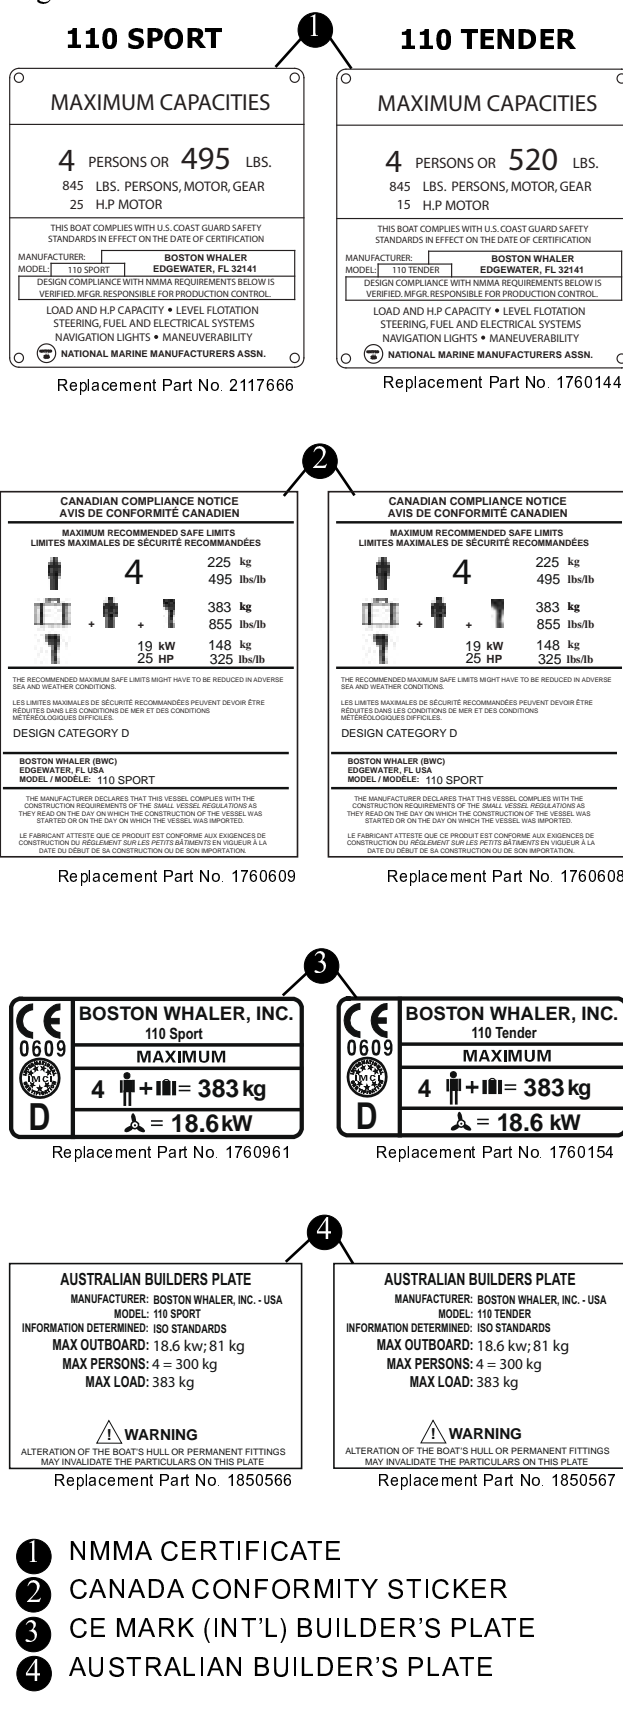 110 SPORT
1
110 TENDER
MAXIMUM CAPACITIES
4 PERSONS OR 495 LBS.
845 LBS. PERSONS, MOTOR, GEAR
25 H.P MOTOR
THIS BOAT COMPLIES WITH U.S. COAST GUARD SAFETY
STANDARDS IN EFFECT ON THE DATE OF CERTIFICATION
MANUFACTURER: BOSTON WHALER
MODEL: 110 SPORT EDGEWATER, FL 32141
DESIGN COMPLIANCE WITH NMMA REQUIREMENTS BELOW IS
VERIFIED. MFGR. RESPONSIBLE FOR PRODUCTION CONTROL.
LOAD AND H.P CAPACITY • LEVEL FLOTATION
STEERING, FUEL AND ELECTRICAL SYSTEMS
NAVIGATION LIGHTS • MANEUVERABILITY
NATIONAL MARINE MANUFACTURERS ASSN.
Replacement Part No. 2117666
MAXIMUM CAPACITIES
4 PERSONS OR 520 LBS.
845 LBS. PERSONS, MOTOR, GEAR
15 H.P MOTOR
THIS BOAT COMPLIES WITH U.S. COAST GUARD SAFETY
STANDARDS IN EFFECT ON THE DATE OF CERTIFICATION
MANUFACTURER: BOSTON WHALER
MODEL: 110 TENDER EDGEWATER, FL 32141
DESIGN COMPLIANCE WITH NMMA REQUIREMENTS BELOW IS
VERIFIED. MFGR. RESPONSIBLE FOR PRODUCTION CONTROL.
LOAD AND H.P CAPACITY • LEVEL FLOTATION
STEERING, FUEL AND ELECTRICAL SYSTEMS
NAVIGATION LIGHTS • MANEUVERABILITY
NATIONAL MARINE MANUFACTURERS ASSN.
Replacement Part No. 1760144
2
CANADIAN COMPLIANCE NOTICE
AVIS DE CONFORMITÉ CANADIEN
MAXIMUM RECOMMENDED SAFE LIMITS
LIMITES MAXIMALES DE SÉCURITÉ RECOMMANDÉES
4 225 kg
495 lbs/lb
+ + 383 kg
855 lbs/lb
19 kW 148 kg
25 HP 325 lbs/lb
THE RECOMMENDED MAXIMUM SAFE LIMITS MIGHT HAVE TO BE REDUCED IN ADVERSE
SEA AND WEATHER CONDITIONS.
LES LIMITES MAXIMALES DE SÉCURITÉ RECOMMANDÉES PEUVENT DEVOIR ÊTRE
RÉDUITES DANS LES CONDITIONS DE MER ET DES CONDITIONS
MÉTÉRÉOLOGIQUES DIFFICILES.
DESIGN CATEGORY D
BOSTON WHALER (BWC)
EDGEWATER, FL USA
MODEL / MODÈLE: 110 SPORT
THE MANUFACTURER DECLARES THAT THIS VESSEL COMPLIES WITH THE
CONSTRUCTION REQUIREMENTS OF THE SMALL VESSEL REGULATIONS AS
THEY READ ON THE DAY ON WHICH THE CONSTRUCTION OF THE VESSEL WAS
STARTED OR ON THE DAY ON WHICH THE VESSEL WAS IMPORTED.
LE FABRICANT ATTESTE QUE CE PRODUIT EST CONFORME AUX EXIGENCES DE
CONSTRUCTION DU RÈGLEMENT SUR LES PETITS BÂTIMENTS EN VIGUEUR À LA
DATE DU DÉBUT DE SA CONSTRUCTION OU DE SON IMPORTATION.
Replacement Part No. 1760609
CANADIAN COMPLIANCE NOTICE
AVIS DE CONFORMITÉ CANADIEN
MAXIMUM RECOMMENDED SAFE LIMITS
LIMITES MAXIMALES DE SÉCURITÉ RECOMMANDÉES
4 225 kg
495 lbs/lb
+ + 383 kg
855 lbs/lb
19 kW 148 kg
25 HP 325 lbs/lb
THE RECOMMENDED MAXIMUM SAFE LIMITS MIGHT HAVE TO BE REDUCED IN ADVERSE
SEA AND WEATHER CONDITIONS.
LES LIMITES MAXIMALES DE SÉCURITÉ RECOMMANDÉES PEUVENT DEVOIR ÊTRE
RÉDUITES DANS LES CONDITIONS DE MER ET DES CONDITIONS
MÉTÉRÉOLOGIQUES DIFFICILES.
DESIGN CATEGORY D
BOSTON WHALER (BWC)
EDGEWATER, FL USA
MODEL / MODÈLE: 110 SPORT
THE MANUFACTURER DECLARES THAT THIS VESSEL COMPLIES WITH THE
CONSTRUCTION REQUIREMENTS OF THE SMALL VESSEL REGULATIONS AS
THEY READ ON THE DAY ON WHICH THE CONSTRUCTION OF THE VESSEL WAS
STARTED OR ON THE DAY ON WHICH THE VESSEL WAS IMPORTED.
LE FABRICANT ATTESTE QUE CE PRODUIT EST CONFORME AUX EXIGENCES DE
CONSTRUCTION DU RÈGLEMENT SUR LES PETITS BÂTIMENTS EN VIGUEUR À LA
DATE DU DÉBUT DE SA CONSTRUCTION OU DE SON IMPORTATION.
Replacement Part No. 1760608
3
CE
0609
IMCI
D
BOSTON WHALER, INC.
110 Sport
MAXIMUM
4 + = 383 kg
= 18.6 kW
Replacement Part No. 1760961
CE
0609
IMCI
D
BOSTON WHALER, INC.
110 Tender
MAXIMUM
4 + = 383 kg
= 18.6 kW
Replacement Part No. 1760154
4
AUSTRALIAN BUILDERS PLATE
MANUFACTURER: BOSTON WHALER, INC. - USA
MODEL: 110 SPORT
INFORMATION DETERMINED: ISO STANDARDS
MAX OUTBOARD: 18.6 kw; 81 kg
MAX PERSONS: 4 = 300 kg
MAX LOAD: 383 kg
! WARNING
ALTERATION OF THE BOAT'S HULL OR PERMANENT FITTINGS
MAY INVALIDATE THE PARTICULARS ON THIS PLATE
Replacement Part No. 1850566
AUSTRALIAN BUILDERS PLATE
MANUFACTURER: BOSTON WHALER, INC. - USA
MODEL: 110 TENDER
INFORMATION DETERMINED: ISO STANDARDS
MAX OUTBOARD: 18.6 kw; 81 kg
MAX PERSONS: 4 = 300 kg
MAX LOAD: 383 kg
! WARNING
ALTERATION OF THE BOAT'S HULL OR PERMANENT FITTINGS
MAY INVALIDATE THE PARTICULARS ON THIS PLATE
Replacement Part No. 1850567
1 NMMA CERTIFICATE
2 CANADA CONFORMITY STICKER
3 CE MARK (INT'L) BUILDER'S PLATE
4 AUSTRALIAN BUILDER'S PLATE